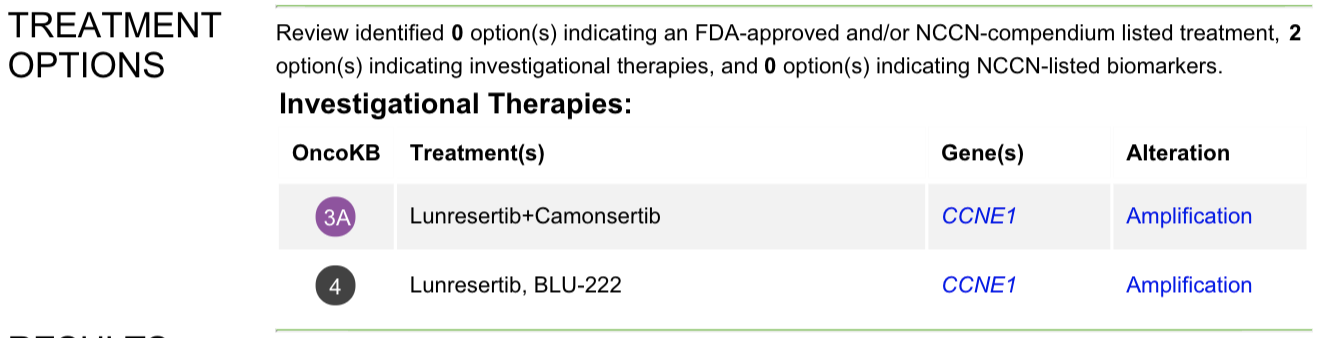 TREATMENT
OPTIONS
Review identified 0 option(s) indicating an FDA-approved and/or NCCN-compendium listed treatment, 2
option(s) indicating investigational therapies, and 0 option(s) indicating NCCN-listed biomarkers.
Investigational Therapies:
OncoKB Treatment(s) Gene(s) Alteration
3A Lunresertib+Camonsertib CCNE1 Amplification
4 Lunresertib, BLU-222 CCNE1 Amplification